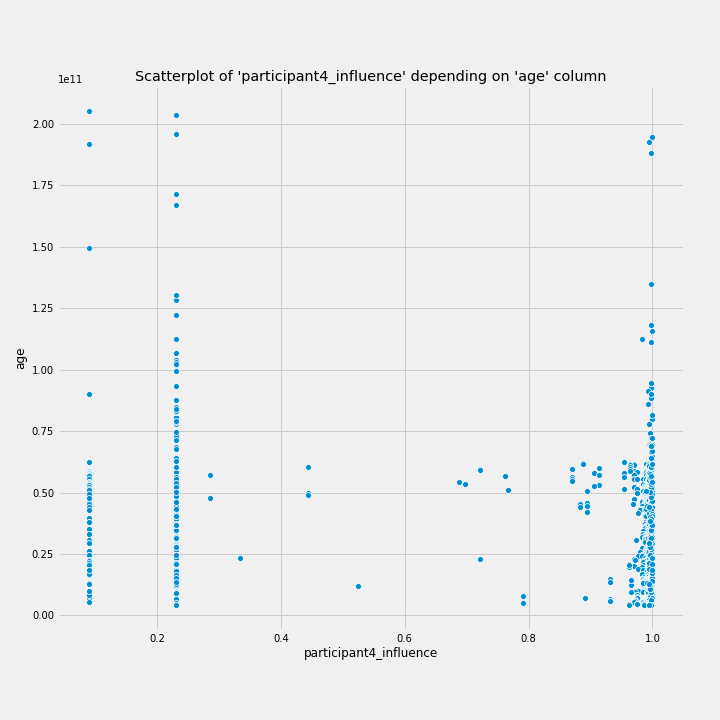 Scatterplot of 'participant4_influence' depending on 'age' column
1e11
2.00
1.75
1.50
1.25
1.00
0.75
0.50
0.25
0.00
age
0.2 0.4 0.6 0.8 1.0
participant4_influence